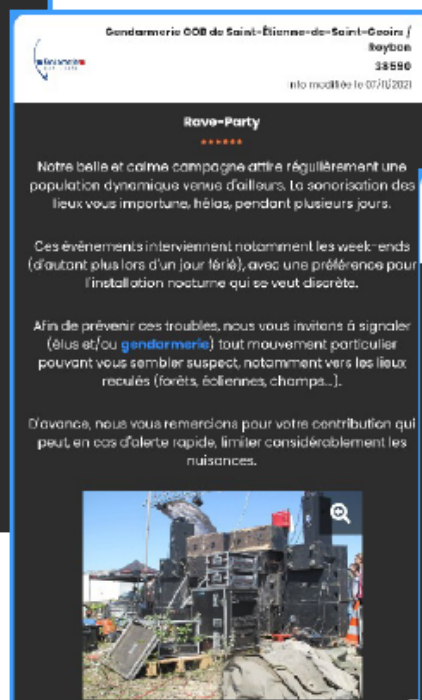 Gendarmerie COB de Saint-Étienne-de-Saint-Geoirs /
Roybon
38590
Info modifiée le 07/11/2021
Rave-Party
Notre belle et calme campagne attire régulièrement une
population dynamique venue d'ailleurs. La sonorisation des
lieux vous importune, hélas, pendant plusieurs jours.
Ces évènements interviennent notamment les week-ends
(d'autant plus lors d'un jour férié), avec une préférence pour
l'installation nocturne qui se veut discrète.
Afin de prévenir ces troubles, nous vous invitons à signaler
(élus et/ou gendarmerie) tout mouvement particulier
pouvant vous sembler suspect, notamment vers les lieux
reculés (forêts, éoliennes, champs...).
D'avance, nous vous remercions pour votre contribution qui
peut, en cas d'alerte rapide, limiter considérablement les
nuisances.